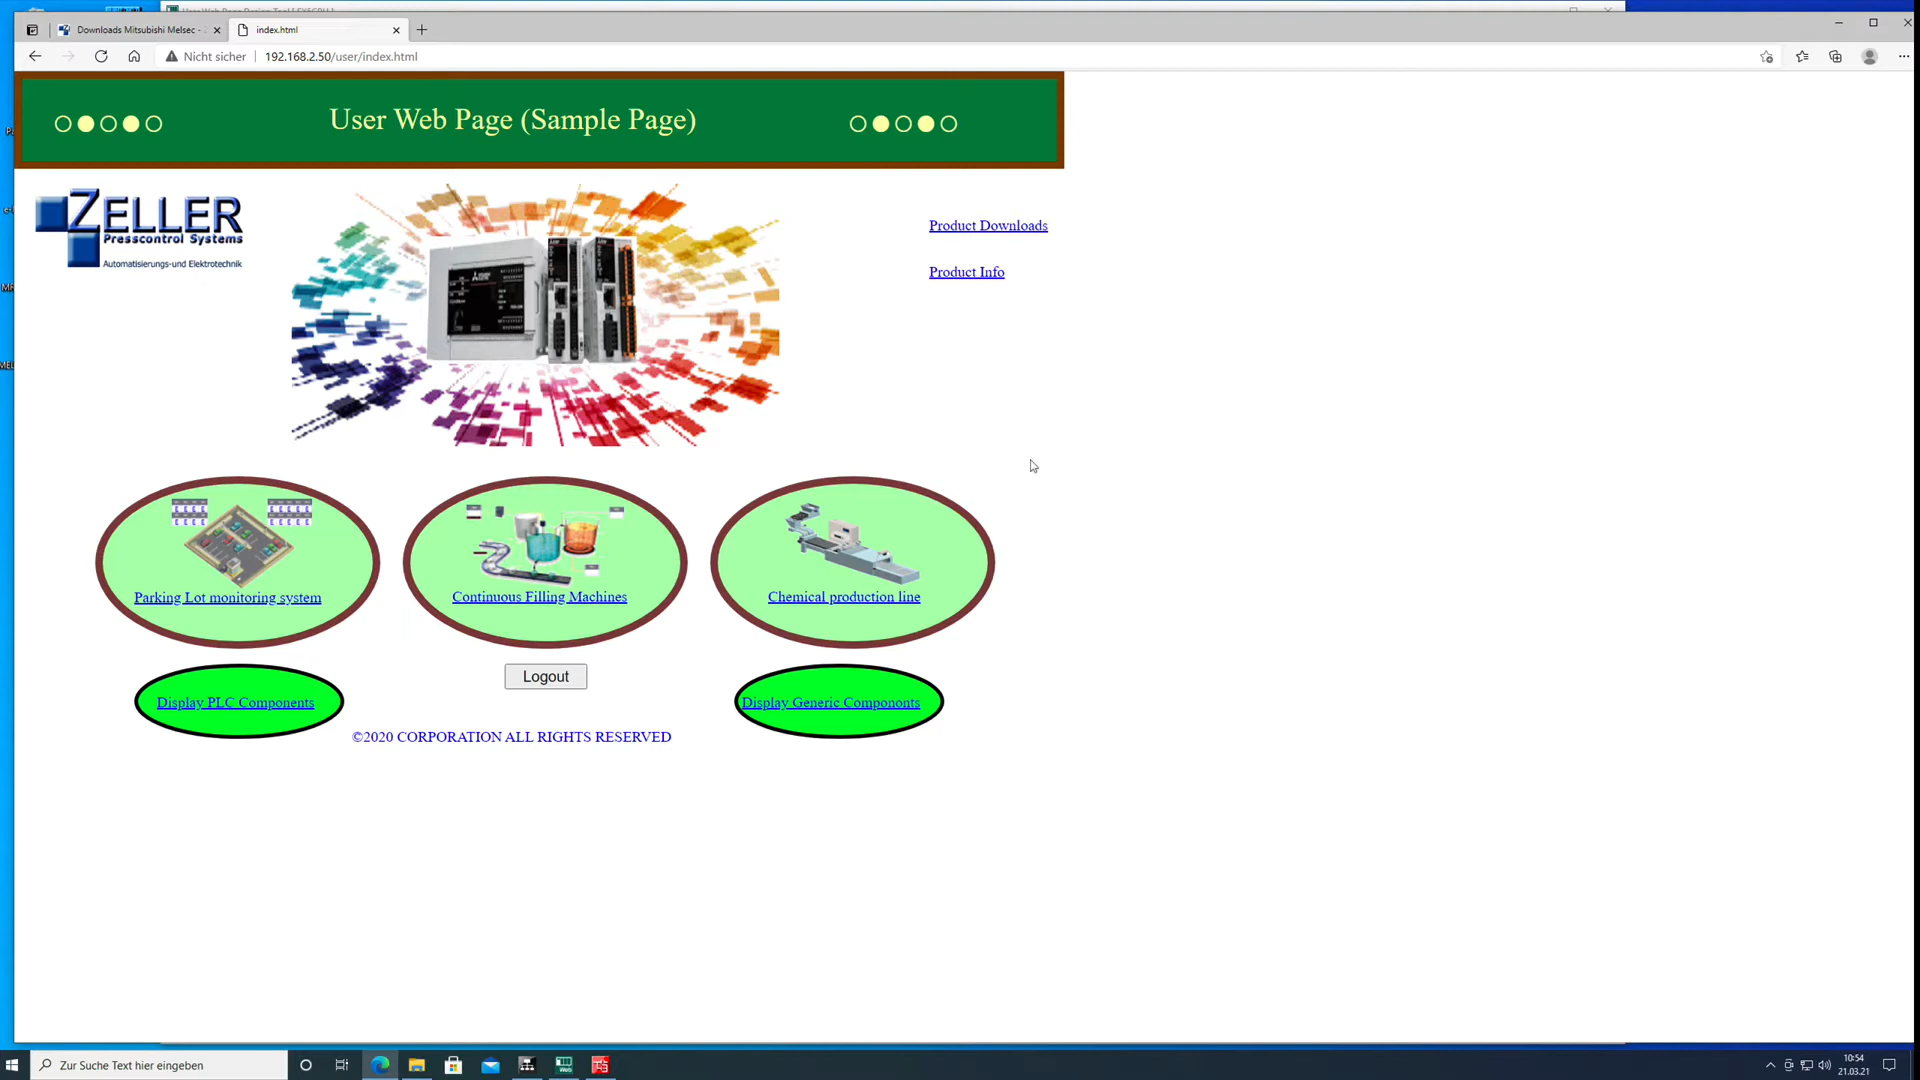 Downloads Mitsubishi Melsec -
index.html
Nicht sicher
192.168.2.50/user/index.html
User Web Page (Sample Page)
ZELLER
Presscontrol Systems
Automatisierungs-und Elektrotechnik
Product Downloads
Product Info
Parking Lot monitoring system
Continuous Filling Machines
Chemical production line
Logout
Display PLC Components
Display Generic Compononts
©2020 CORPORATION ALL RIGHTS RESERVED
Zur Suche Text hier eingeben
Web
10:54
21.03.21